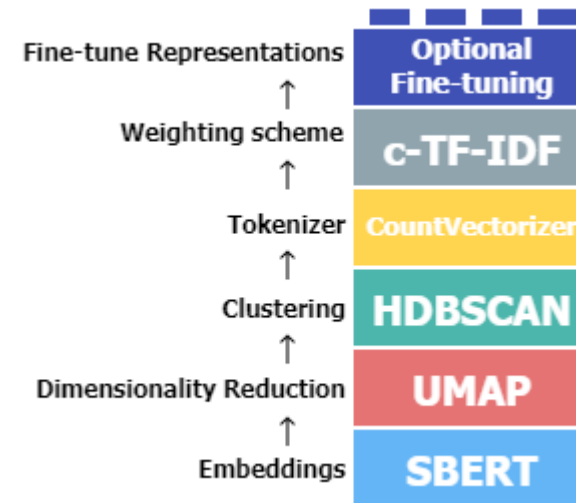 Fine-tune Representations
Optional
Fine-tuning
↑
Weighting scheme
c-TF-IDF
↑
Tokenizer
CountVectorizer
↑
Clustering
HDBSCAN
↑
Dimensionality Reduction
UMAP
↑
Embeddings
SBERT